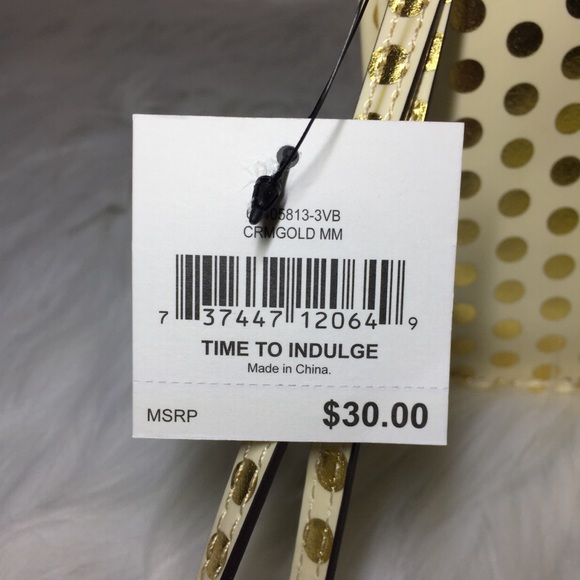 05813-3VB
CRMGOLD MM
7 37447 12064 9
TIME TO INDULGE
Made in China.
MSRP $30.00